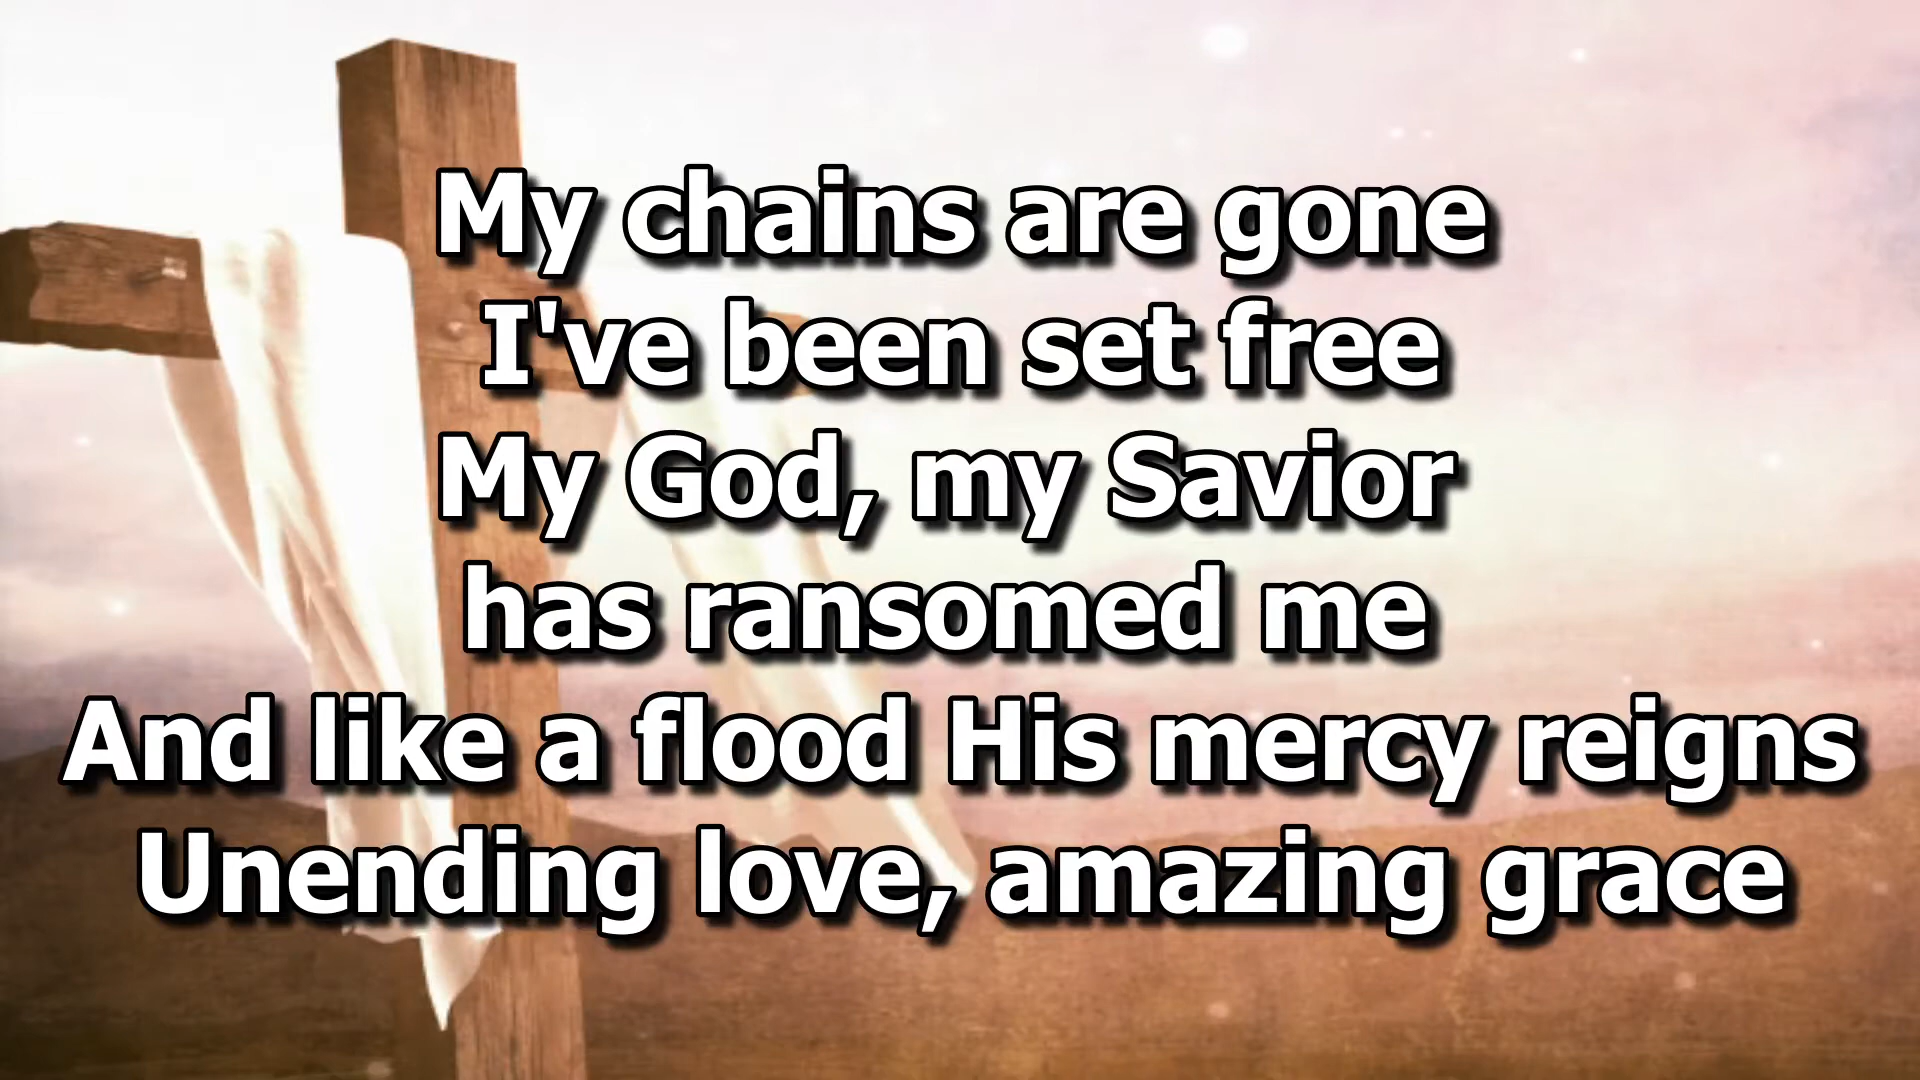 My chains are gone
I've been set free
My God, my Savior
has ransomed me
And like a flood His mercy reigns
Unending love, amazing grace